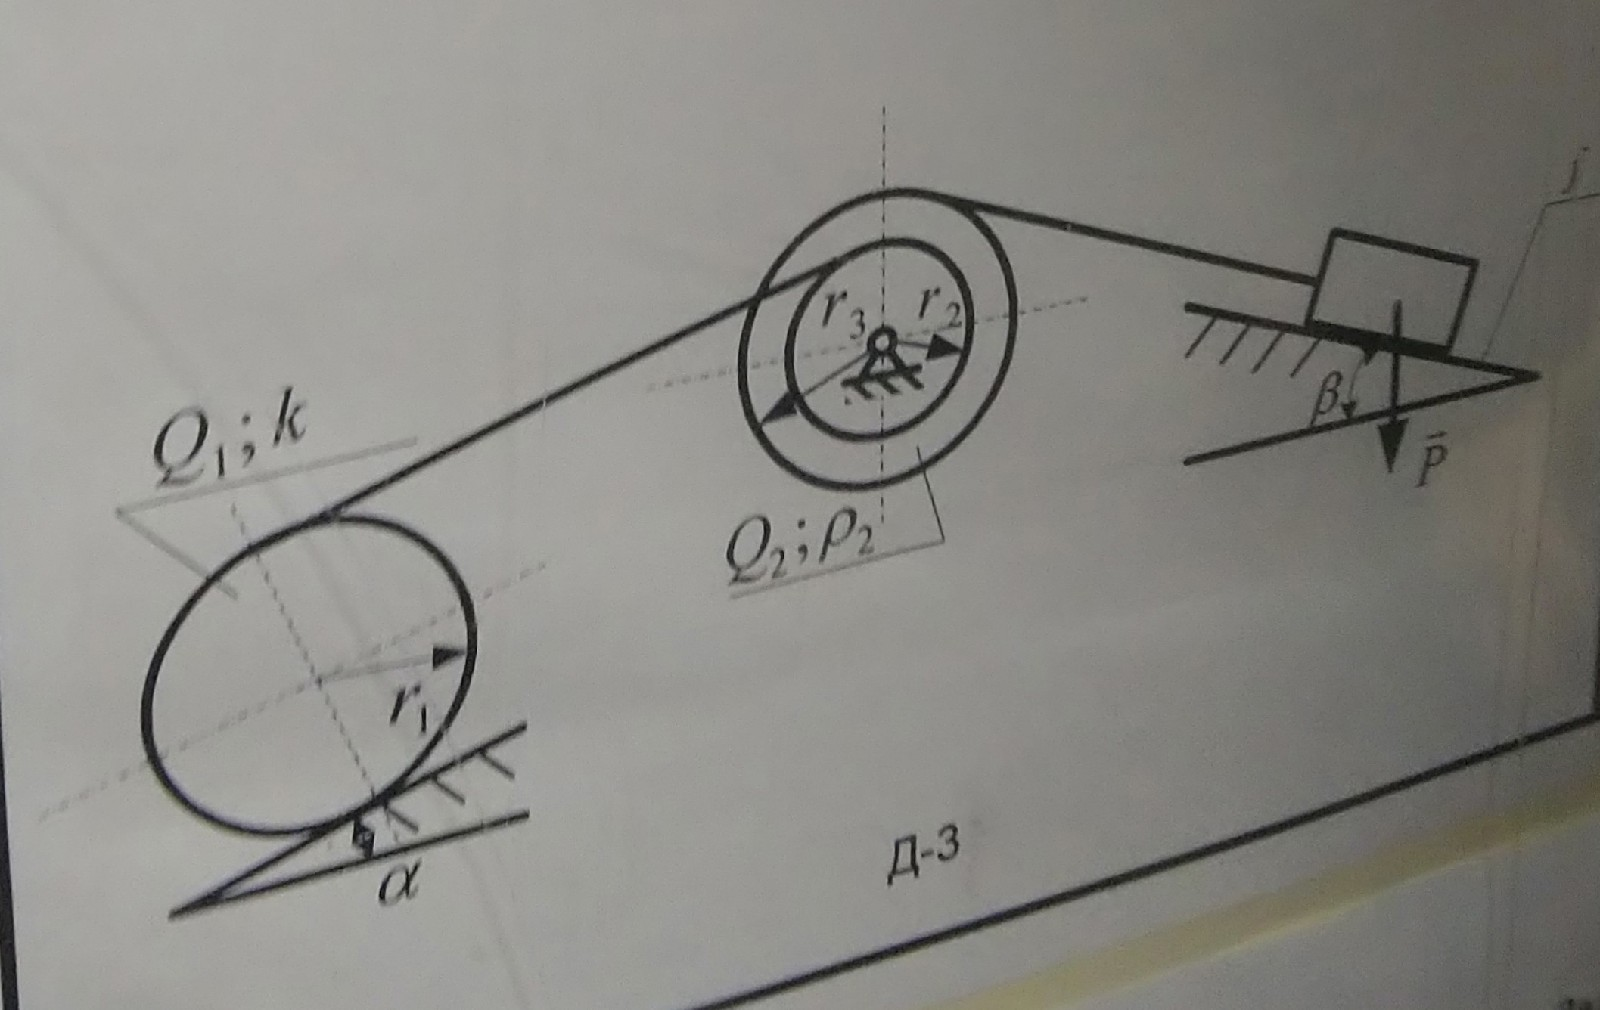 r₃ r₂
Q₁; k
β
P̄
Q₂; ρ₂
r₁
α
Д-3